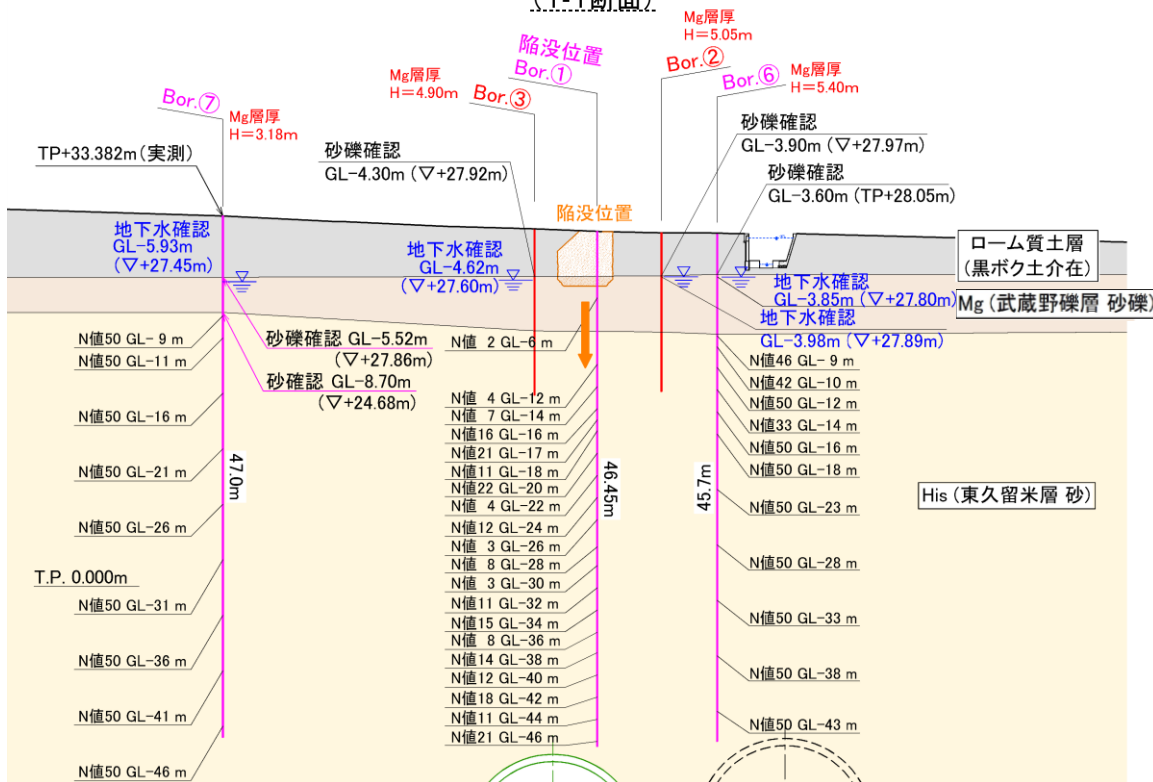 (1-1断面)
Mg層厚
H=5.05m
陥没位置
Bor.①
Bor.②
Mg層厚
H=4.90m
Bor.③
Bor.⑥
Mg層厚
H=5.40m
Bor.⑦
Mg層厚
H=3.18m
TP+33.382m(実測)
砂礫確認
GL-4.30m (▽+27.92m)
砂礫確認
GL-3.90m (▽+27.97m)
砂礫確認
GL-3.60m (TP+28.05m)
陥没位置
地下水確認
GL-5.93m
(▽+27.45m)
地下水確認
GL-4.62m
(▽+27.60m)
ローム質土層
(黒ボク土介在)
地下水確認
GL-3.85m (▽+27.80m)
Mg (武蔵野礫層 砂礫)
地下水確認
GL-3.98m (▽+27.89m)
砂礫確認 GL-5.52m
(▽+27.86m)
砂確認 GL-8.70m
(▽+24.68m)
N値50 GL- 9 m
N値50 GL-11 m
N値50 GL-16 m
N値50 GL-21 m
N値50 GL-26 m
T.P. 0.000m
N値50 GL-31 m
N値50 GL-36 m
N値50 GL-41 m
N値50 GL-46 m
47.0m
N値 2 GL-6 m
N値 4 GL-12 m
N値 7 GL-14 m
N値16 GL-16 m
N値21 GL-17 m
N値11 GL-18 m
N値22 GL-20 m
N値 4 GL-22 m
N値12 GL-24 m
N値 3 GL-26 m
N値 8 GL-28 m
N値 3 GL-30 m
N値11 GL-32 m
N値15 GL-34 m
N値 8 GL-36 m
N値14 GL-38 m
N値12 GL-40 m
N値18 GL-42 m
N値11 GL-44 m
N値21 GL-46 m
46.45m
45.7m
N値46 GL- 9 m
N値42 GL-10 m
N値50 GL-12 m
N値33 GL-14 m
N値50 GL-16 m
N値50 GL-18 m
N値50 GL-23 m
N値50 GL-28 m
N値50 GL-33 m
N値50 GL-38 m
N値50 GL-43 m
His (東久留米層 砂)